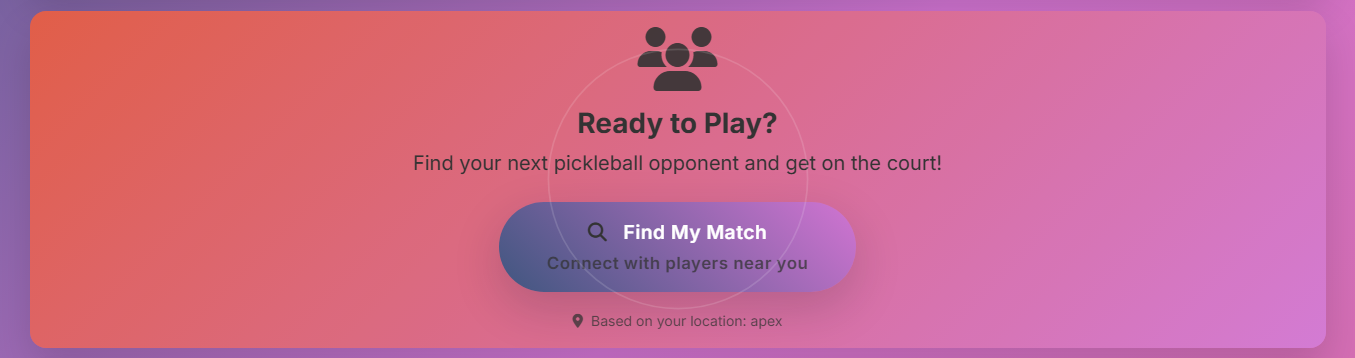 Ready to Play?
Find your next pickleball opponent and get on the court!
Find My Match
Connect with players near you
Based on your location: apex